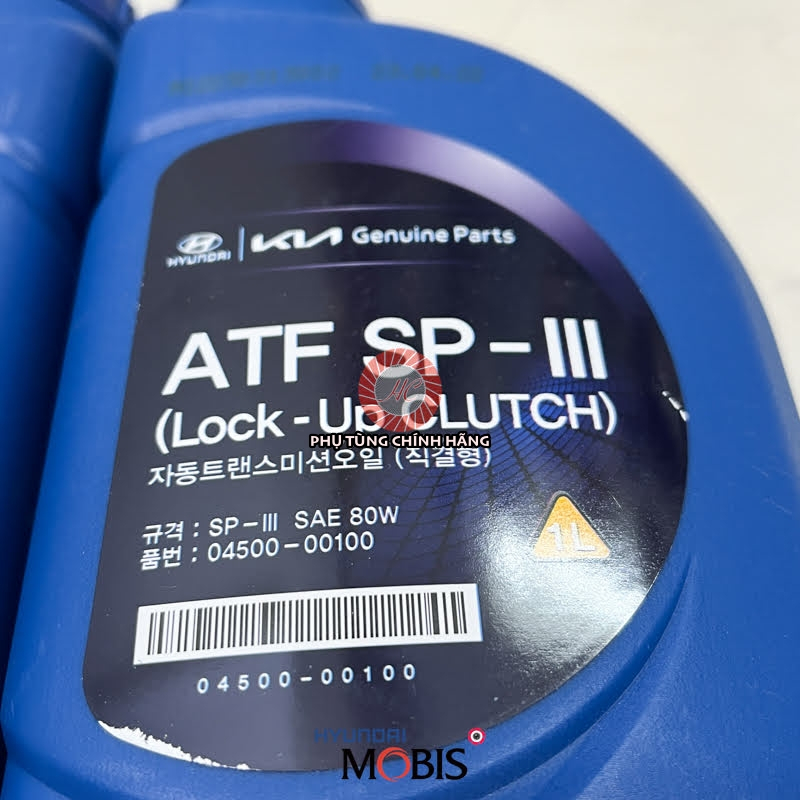 HYUNDAI KIA Genuine Parts
ATF SP-III
(Lock-Up CLUTCH)
PHỤ TÙNG CHÍNH HÃNG
자동트랜스미션오일 (직결형)
규격 : SP-III SAE 80W
품번 : 04500-00100
1L
04500-00100
HYUNDAI
MOBIS